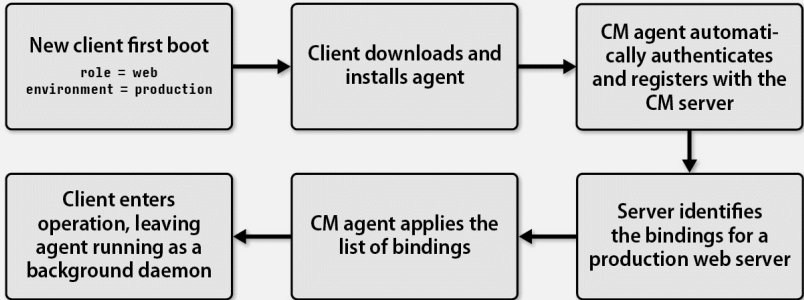 New client first boot
role = web
environment = production
Client downloads and
installs agent
CM agent automati-
cally authenticates
and registers with the
CM server
Server identifies
the bindings for a
production web server
CM agent applies the
list of bindings
Client enters
operation, leaving
agent running as a
background daemon